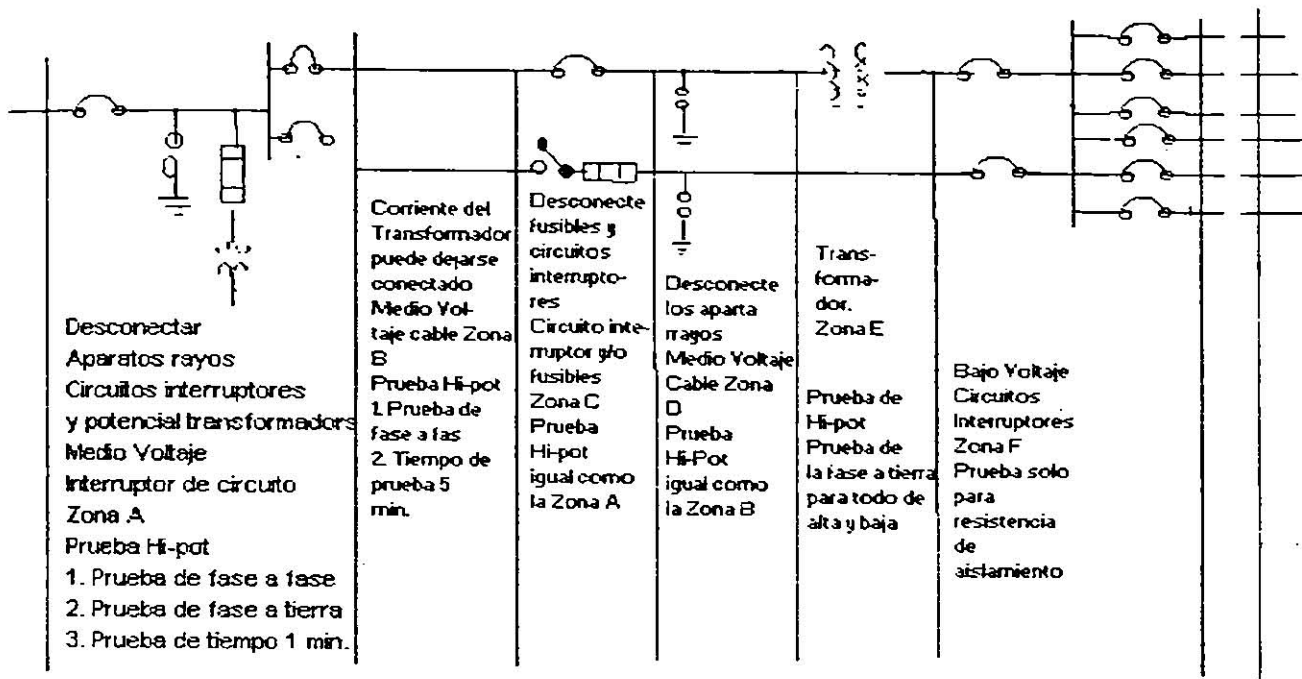 Desconectar
Aparatos rayos
Circuitos interruptores
y potencial transformadors
Medio Voltaje
Interruptor de circuito
Zona A
Prueba Hi-pot
1. Prueba de fase a fase
2. Prueba de fase a tierra
3. Prueba de tiempo 1 min.
Corriente del
Transformador
puede dejarse
conectado
Medio Vol-
taje cable Zona
B
Prueba Hi-pot
1. Prueba de
fase a fas
2. Tiempo de
prueba 5
min.
Desconecte
fusibles y
circuitos
interrupto-
res
Circuito inte-
rruptor y/o
fusibles
Zona C
Prueba
Hi-pot
igual como
la Zona A
Desconecte
los aparta
rrayos
Medio Voltaje
Cable Zona
D
Prueba
Hi-Pot
igual como
la Zona B
Trans-
forma-
dor.
Zona E
Prueba de
Hi-pot
Prueba de
la fase a tierra
para todo de
alta y baja
Bajo Voltaje
Circuitos
Interruptores
Zona F
Prueba solo
para
resistencia
de
aislamiento